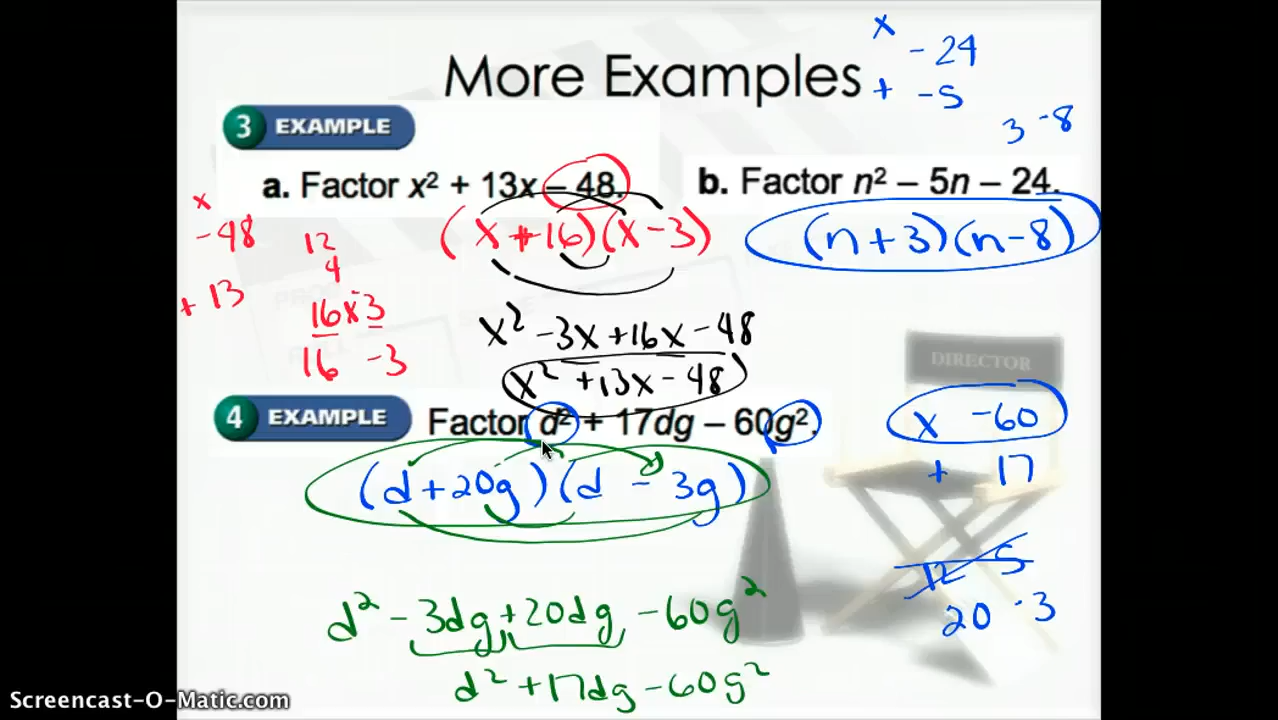 More Examples
x
- 24
+ -5
3 -8
3 EXAMPLE
a. Factor x² + 13x – 48.
b. Factor n² – 5n – 24.
x
-48
+ 13
12
4
16 x 3
16 -3
(x + 16)(x - 3)
(n + 3)(n - 8)
x² - 3x + 16x - 48
x² + 13x - 48
DIRECTOR
4 EXAMPLE Factor d² + 17dg – 60g².
x -60
+ 17
(d + 20g)(d - 3g)
12 5
20 -3
d² - 3dg + 20dg - 60g²
d² + 17dg - 60g²
Screencast-O-Matic.com